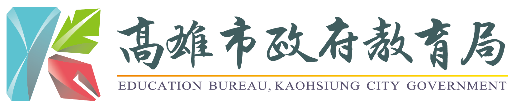 高雄市政府教育局
EDUCATION BUREAU, KAOHSIUNG CITY GOVERNMENT